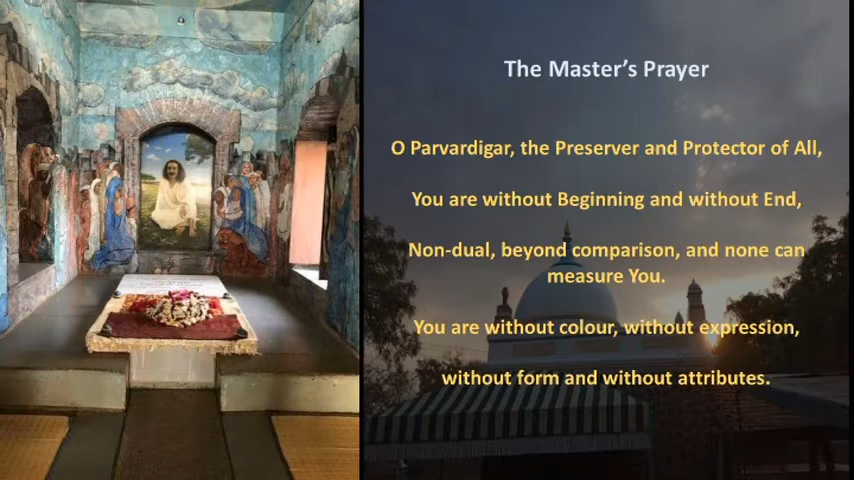 The Master’s Prayer
O Parvardigar, the Preserver and Protector of All,
You are without Beginning and without End,
Non-dual, beyond comparison, and none can
measure You.
You are without colour, without expression,
without form and without attributes.